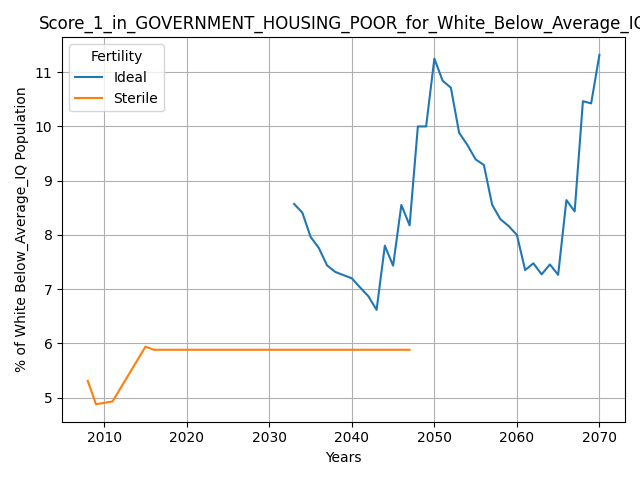 Score_1_in_GOVERNMENT_HOUSING_POOR_for_White_Below_Average_IQ
Fertility
Ideal
Sterile
% of White Below_Average_IQ Population
11
10
9
8
7
6
5
2010 2020 2030 2040 2050 2060 2070
Years